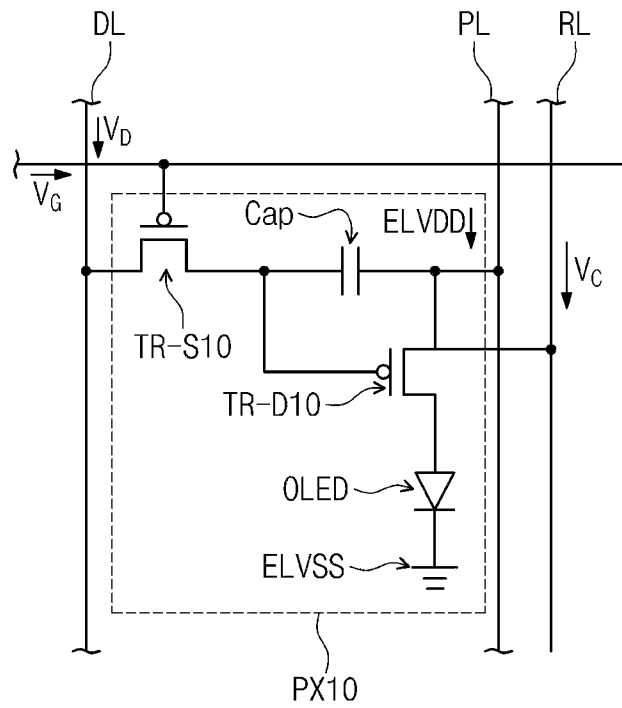 DL
PL
RL
V_D
V_G
Cap
ELVDD
V_C
TR-S10
TR-D10
OLED
ELVSS
PX10